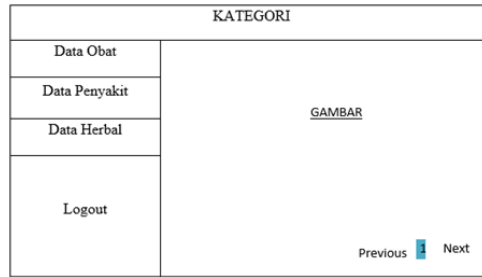 KATEGORI
Data Obat
Data Penyakit
Data Herbal
Logout
GAMBAR
Previous 1 Next